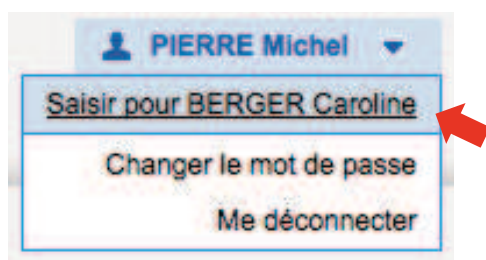 PIERRE Michel
Saisir pour BERGER Caroline
Changer le mot de passe
Me déconnecter